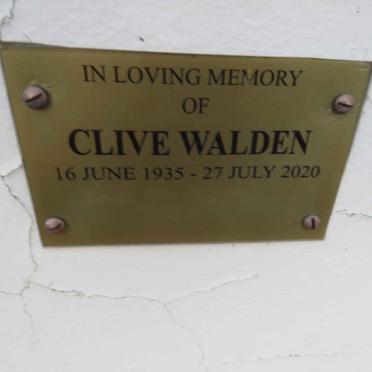 IN LOVING MEMORY
OF
CLIVE WALDEN
16 JUNE 1935 - 27 JULY 2020